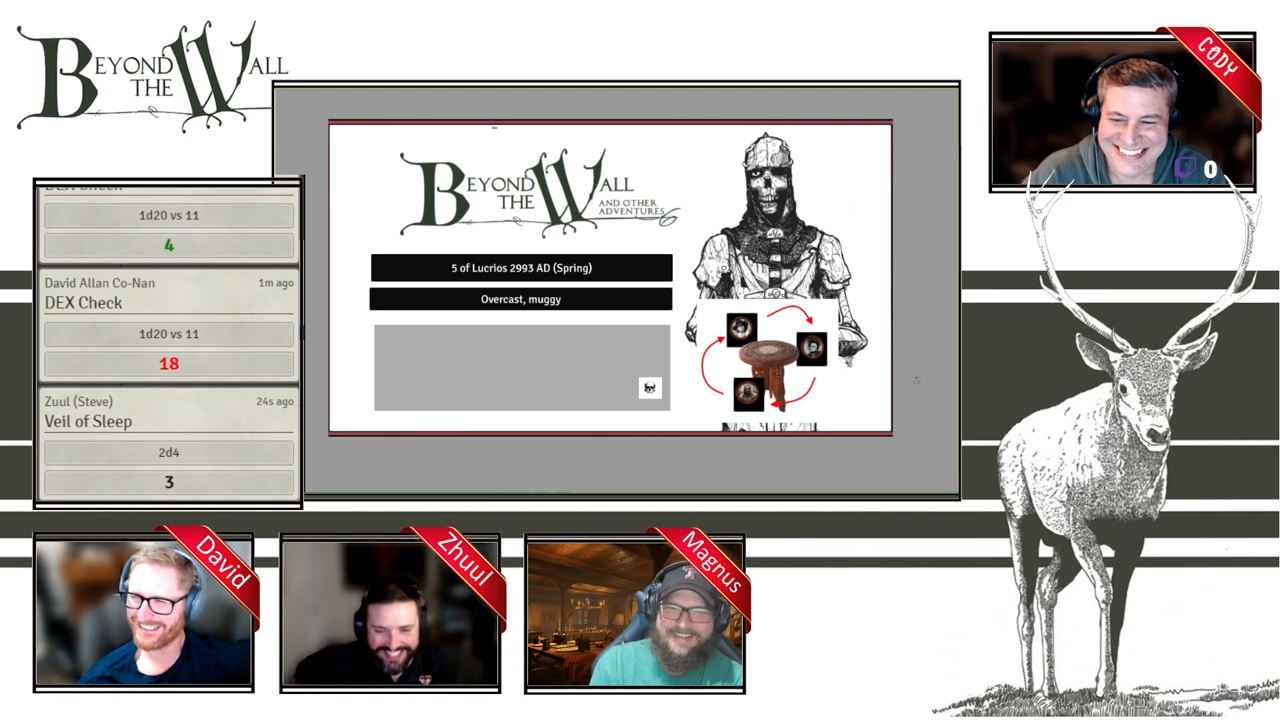 BEYOND
THE WALL
CODY
0
DEX Check
1d20 vs 11
4
David Allan Co-Nan 1m ago
DEX Check
1d20 vs 11
18
Zuul (Steve) 24s ago
Veil of Sleep
2d4
3
BEYOND
THE WALL
AND OTHER
ADVENTURES
5 of Lucrios 2993 AD (Spring)
Overcast, muggy
David
Zhuul
Magnus